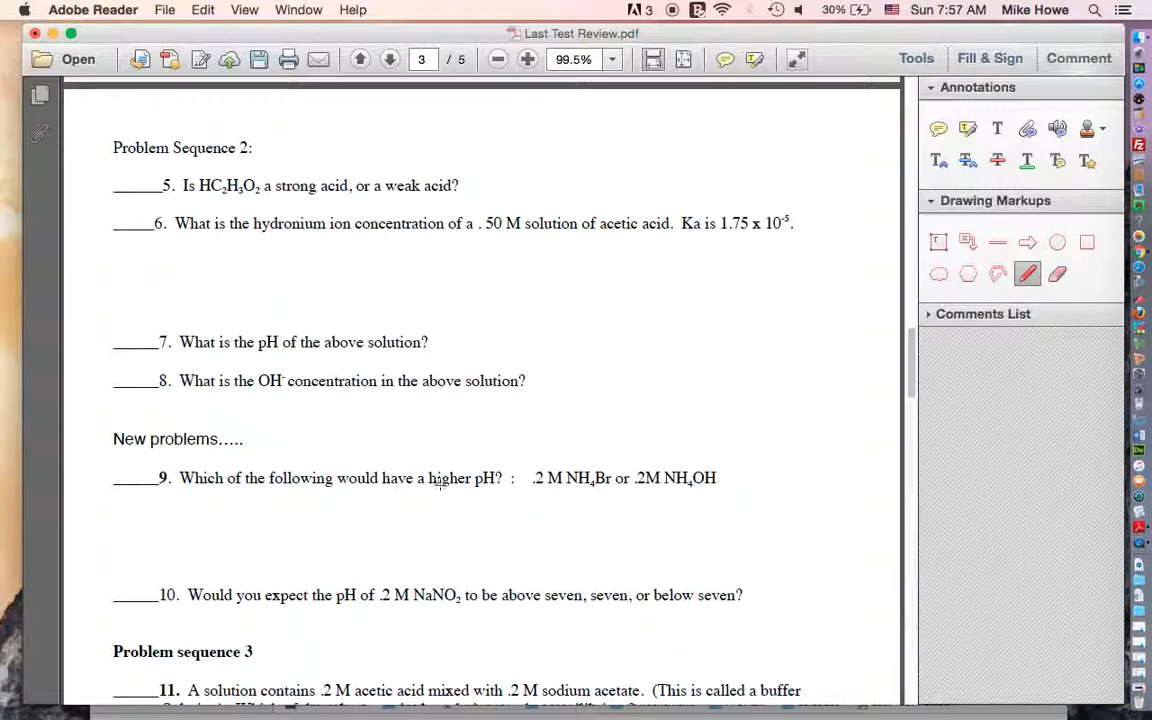 Adobe Reader File Edit View Window Help 3 30% Sun 7:57 AM Mike Howe
Last Test Review.pdf
Open 3 / 5 99.5% Tools Fill & Sign Comment
Annotations
Drawing Markups
Comments List
Problem Sequence 2:
______5. Is HC₂H₃O₂ a strong acid, or a weak acid?
_____6. What is the hydronium ion concentration of a . 50 M solution of acetic acid. Ka is 1.75 x 10⁻⁵.
______7. What is the pH of the above solution?
______8. What is the OH⁻ concentration in the above solution?
New problems…..
______9. Which of the following would have a higher pH? : .2 M NH₄Br or .2M NH₄OH
______10. Would you expect the pH of .2 M NaNO₂ to be above seven, seven, or below seven?
Problem sequence 3
______11. A solution contains .2 M acetic acid mixed with .2 M sodium acetate. (This is called a buffer